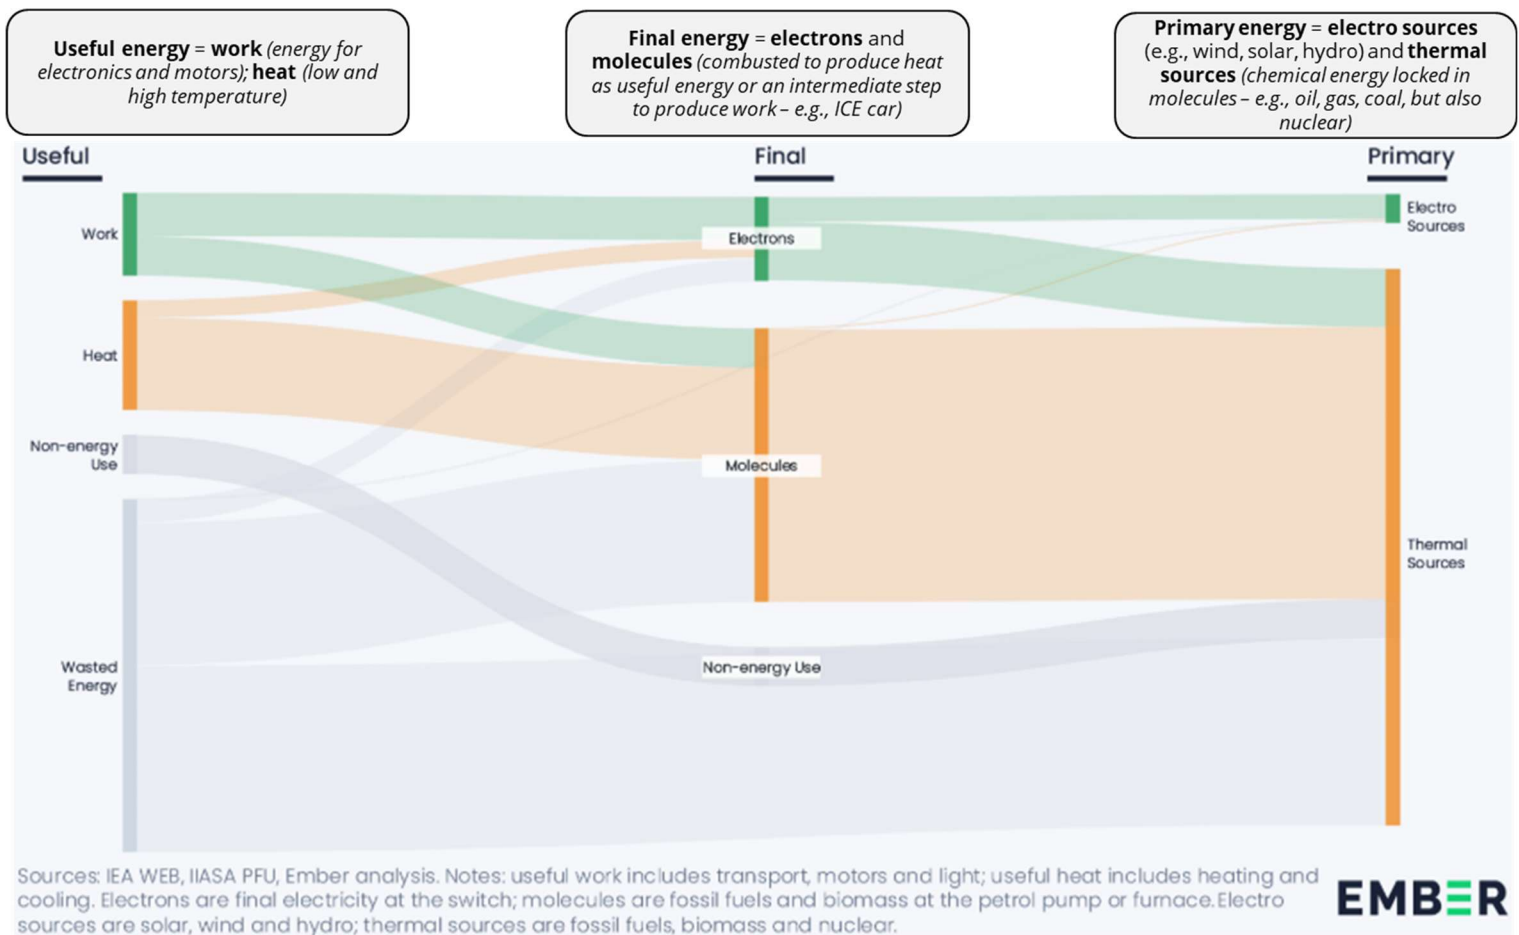 Useful energy = work (energy for
electronics and motors); heat (low and
high temperature)
Final energy = electrons and
molecules (combusted to produce heat
as useful energy or an intermediate step
to produce work – e.g., ICE car)
Primary energy = electro sources
(e.g., wind, solar, hydro) and thermal
sources (chemical energy locked in
molecules – e.g., oil, gas, coal, but also
nuclear)
Useful
Final
Primary
Work
Heat
Non-energy
Use
Wasted
Energy
Electrons
Molecules
Non-energy Use
Electro
Sources
Thermal
Sources
Sources: IEA WEB, IIASA PFU, Ember analysis. Notes: useful work includes transport, motors and light; useful heat includes heating and
cooling. Electrons are final electricity at the switch; molecules are fossil fuels and biomass at the petrol pump or furnace.Electro
sources are solar, wind and hydro; thermal sources are fossil fuels, biomass and nuclear.
EMBER